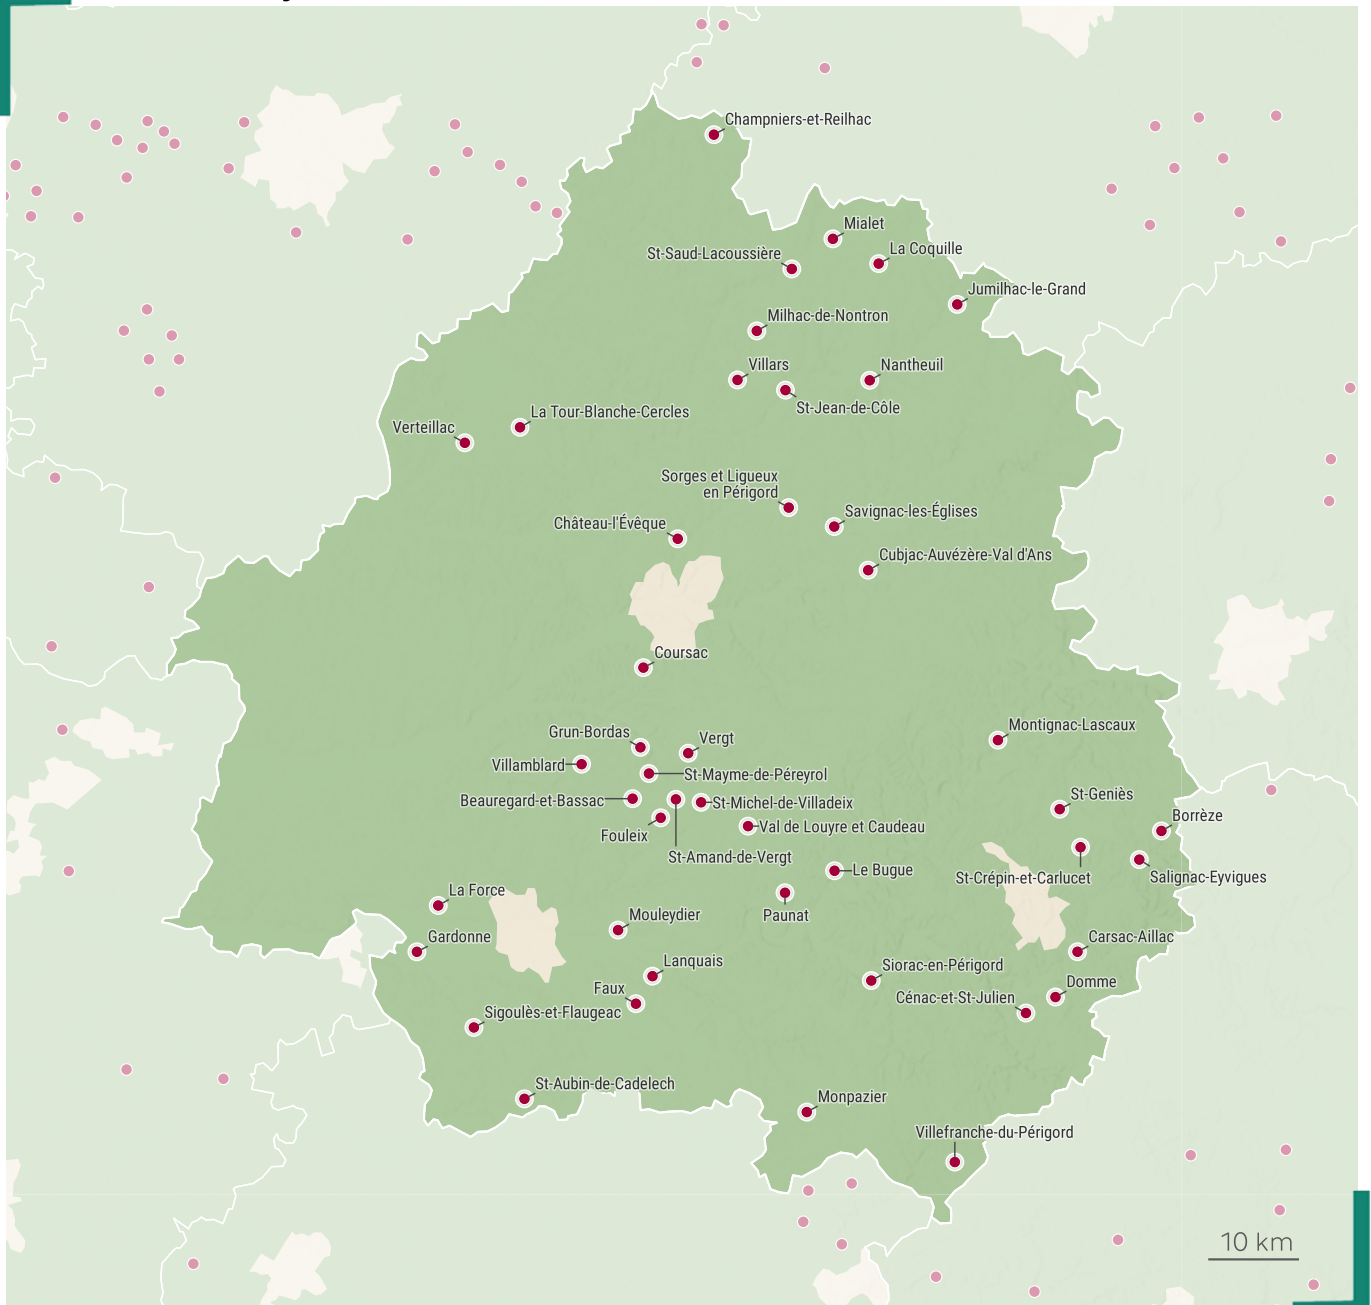 Champniers-et-Reilhac
Mialet
La Coquille
St-Saud-Lacoussière
Jumilhac-le-Grand
Milhac-de-Nontron
Villars
Nantheuil
St-Jean-de-Côle
La Tour-Blanche-Cercles
Verteillac
Sorges et Ligueux
en Périgord
Savignac-les-Églises
Château-l'Évêque
Cubjac-Auvézère-Val d'Ans
Coursac
Montignac-Lascaux
Grun-Bordas
Vergt
Villamblard
St-Mayme-de-Péreyrol
St-Geniès
Beauregard-et-Bassac
St-Michel-de-Villadeix
Borrèze
Val de Louyre et Caudeau
Fouleix
St-Amand-de-Vergt
Le Bugue
St-Crépin-et-Carlucet
Salignac-Eyvigues
La Force
Mouleydier
Paunat
Gardonne
Carsac-Aillac
Lanquais
Siorac-en-Périgord
Domme
Faux
Cénac-et-St-Julien
Sigoulès-et-Flaugeac
St-Aubin-de-Cadelech
Monpazier
Villefranche-du-Périgord
10 km